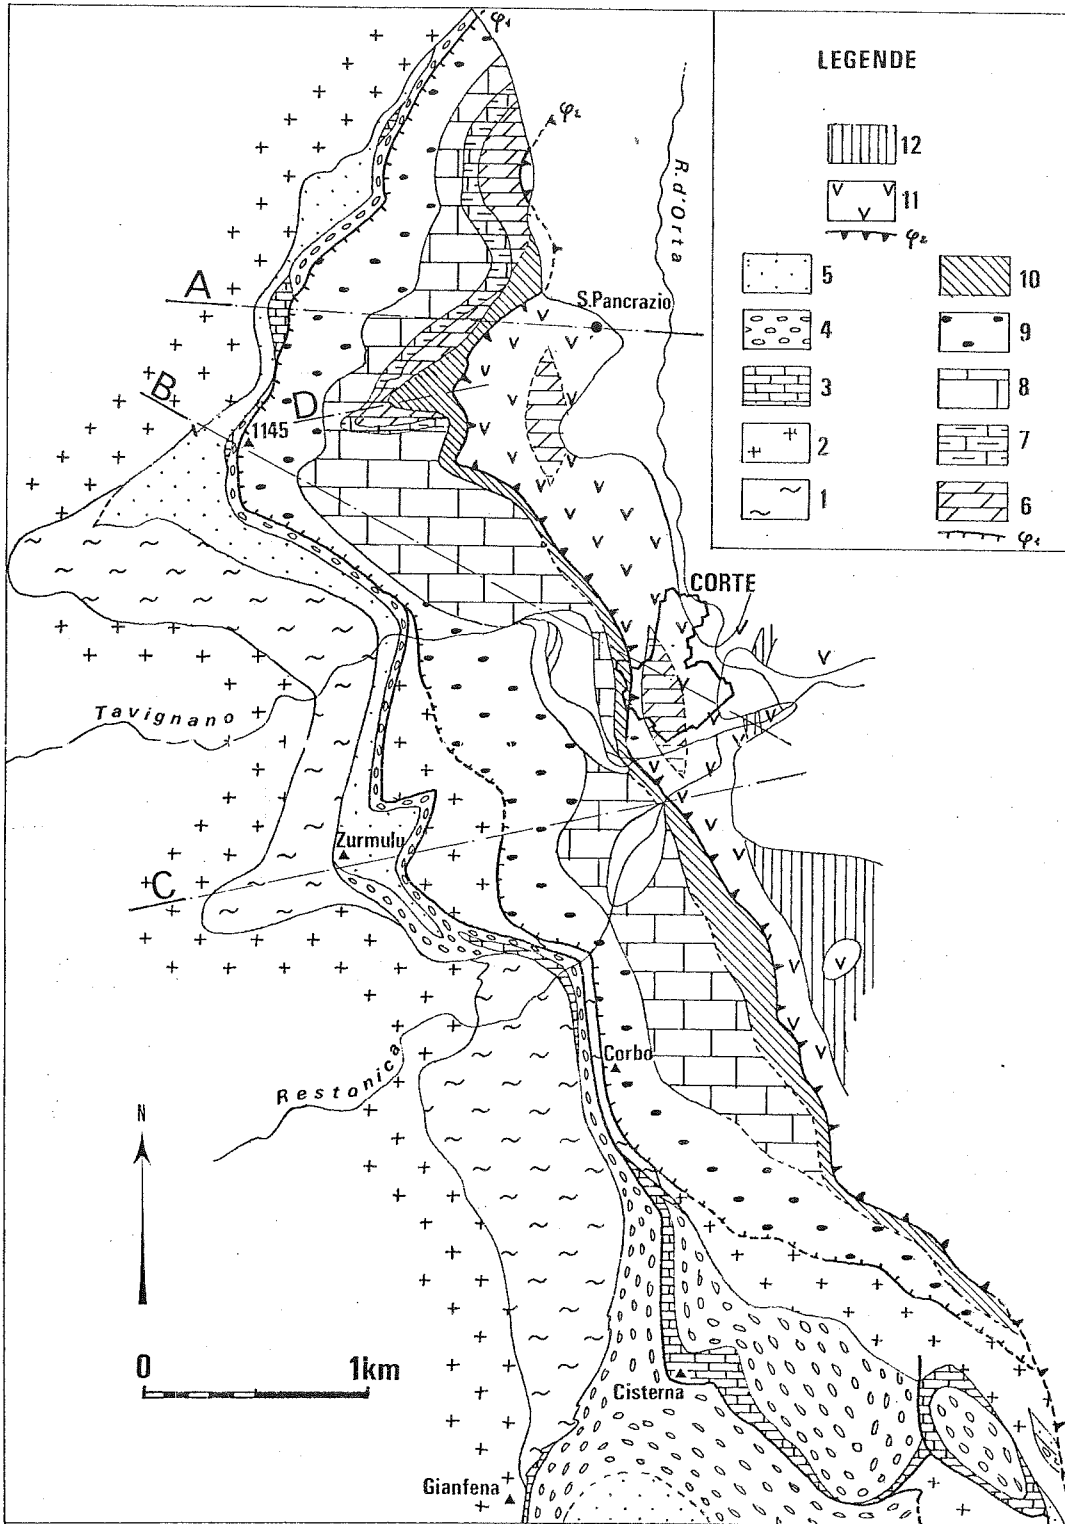 φ₁
LEGENDE
12
φ₂
11
R. d'Orta
φ₂
5
10
A
S.Pancrazio
4
9
3
8
B
D
1145
2
7
1
6
φ₁
CORTE
Tavignano
Zurmulu
C
Restonica
Corbo
N
0
1km
Cisterna
Gianfena